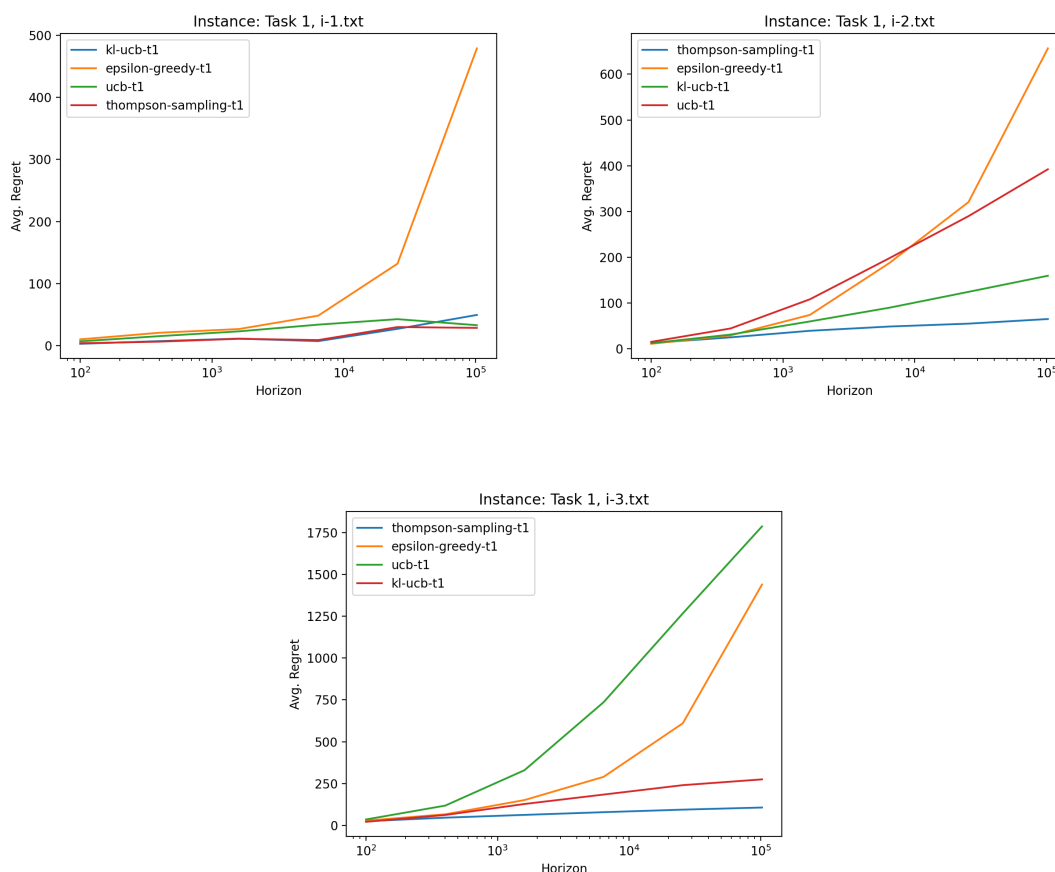 Instance: Task 1, i-1.txt
500
400
300
200
100
0
Avg. Regret
kl-ucb-t1
epsilon-greedy-t1
ucb-t1
thompson-sampling-t1
10²
10³
10⁴
10⁵
Horizon
Instance: Task 1, i-2.txt
600
500
400
300
200
100
0
Avg. Regret
thompson-sampling-t1
epsilon-greedy-t1
kl-ucb-t1
ucb-t1
10²
10³
10⁴
10⁵
Horizon
Instance: Task 1, i-3.txt
1750
1500
1250
1000
750
500
250
0
Avg. Regret
thompson-sampling-t1
epsilon-greedy-t1
ucb-t1
kl-ucb-t1
10²
10³
10⁴
10⁵
Horizon